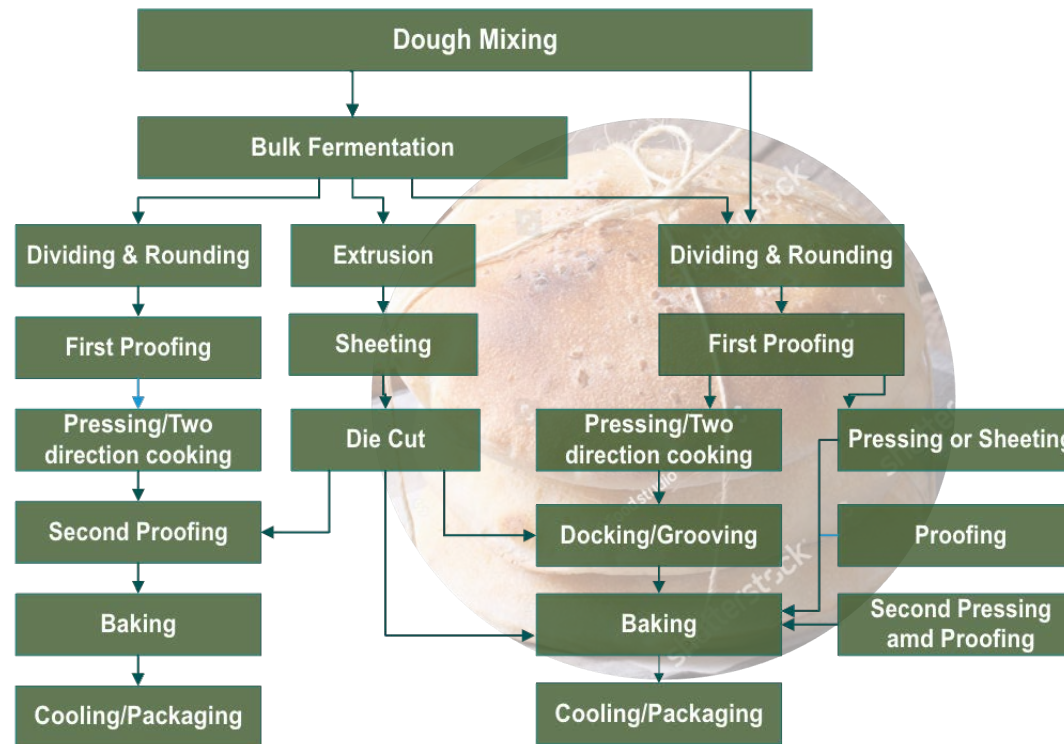 Dough Mixing
Bulk Fermentation
Dividing & Rounding
Extrusion
Dividing & Rounding
First Proofing
Sheeting
First Proofing
Pressing/Two
direction cooking
Die Cut
Pressing/Two
direction cooking
Pressing or Sheeting
Second Proofing
Docking/Grooving
Proofing
Baking
Baking
Second Pressing
amd Proofing
Cooling/Packaging
Cooling/Packaging
shutterstock